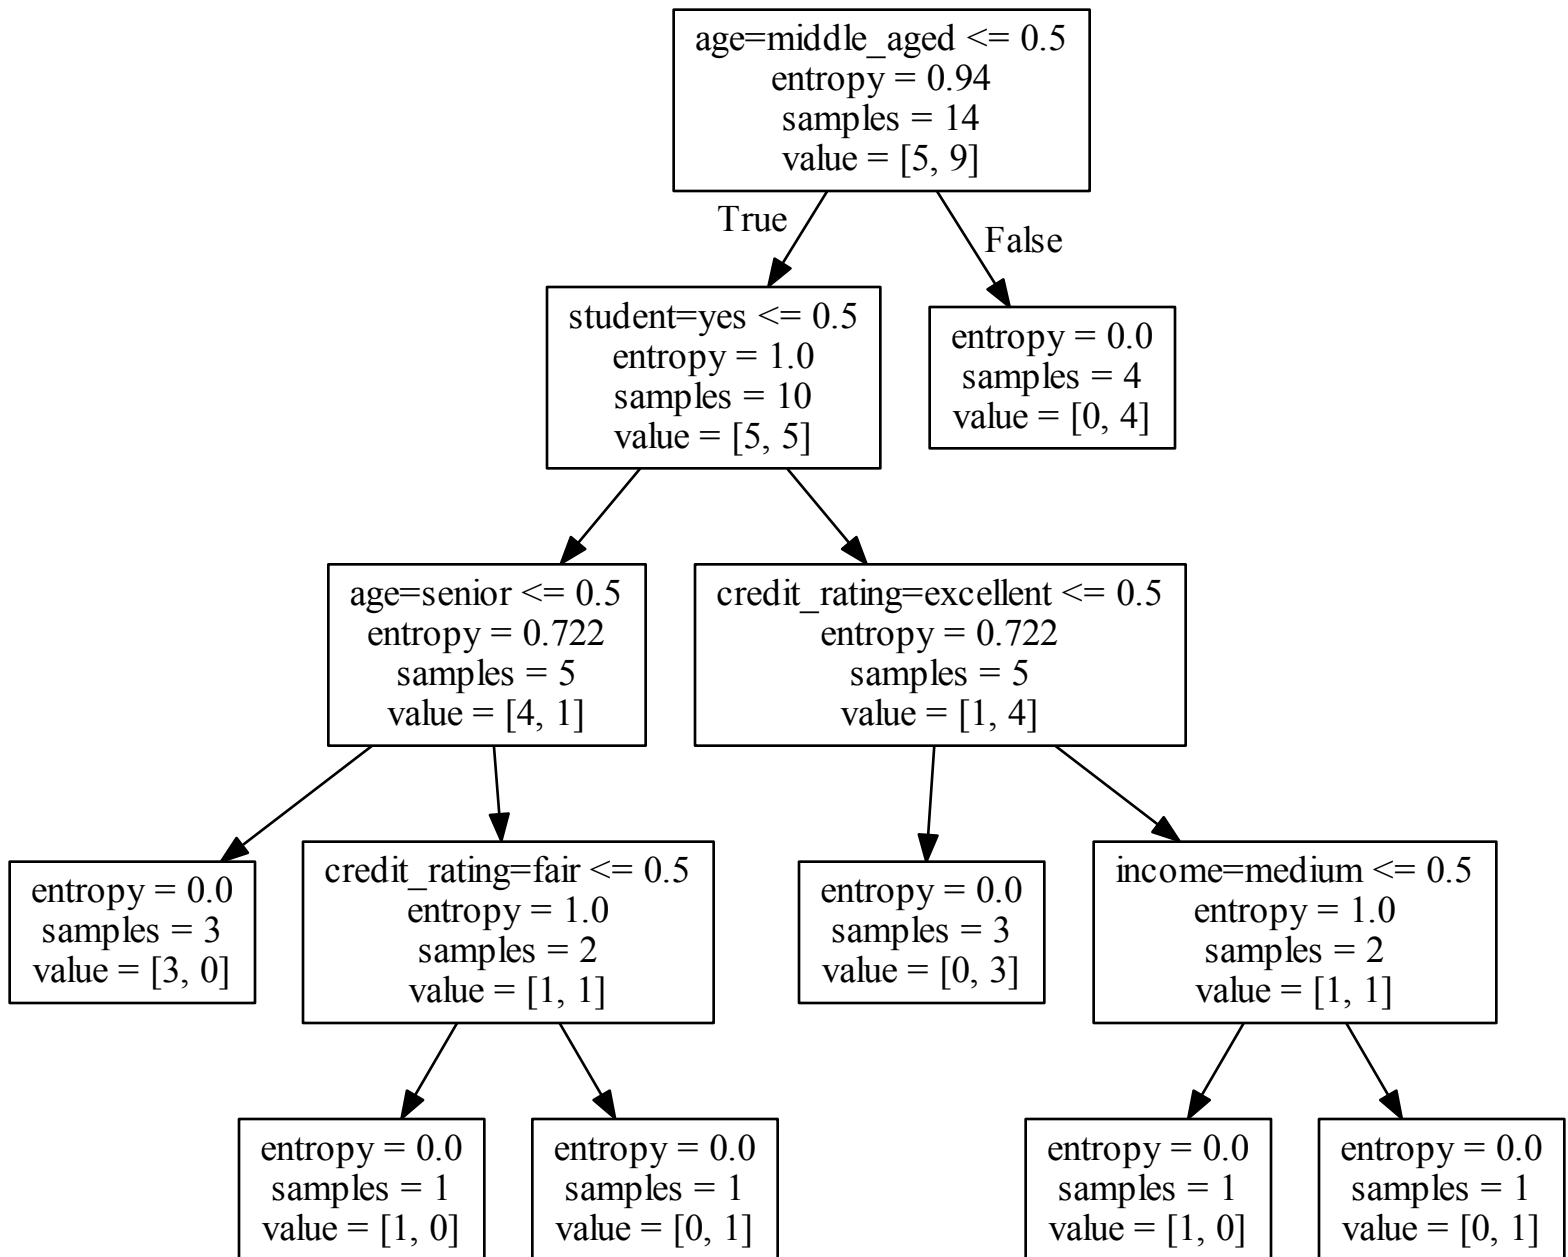 age=middle_aged <= 0.5
entropy = 0.94
samples = 14
value = [5, 9]
True
False
student=yes <= 0.5
entropy = 1.0
samples = 10
value = [5, 5]
entropy = 0.0
samples = 4
value = [0, 4]
age=senior <= 0.5
entropy = 0.722
samples = 5
value = [4, 1]
credit_rating=excellent <= 0.5
entropy = 0.722
samples = 5
value = [1, 4]
entropy = 0.0
samples = 3
value = [3, 0]
credit_rating=fair <= 0.5
entropy = 1.0
samples = 2
value = [1, 1]
entropy = 0.0
samples = 3
value = [0, 3]
income=medium <= 0.5
entropy = 1.0
samples = 2
value = [1, 1]
entropy = 0.0
samples = 1
value = [1, 0]
entropy = 0.0
samples = 1
value = [0, 1]
entropy = 0.0
samples = 1
value = [1, 0]
entropy = 0.0
samples = 1
value = [0, 1]